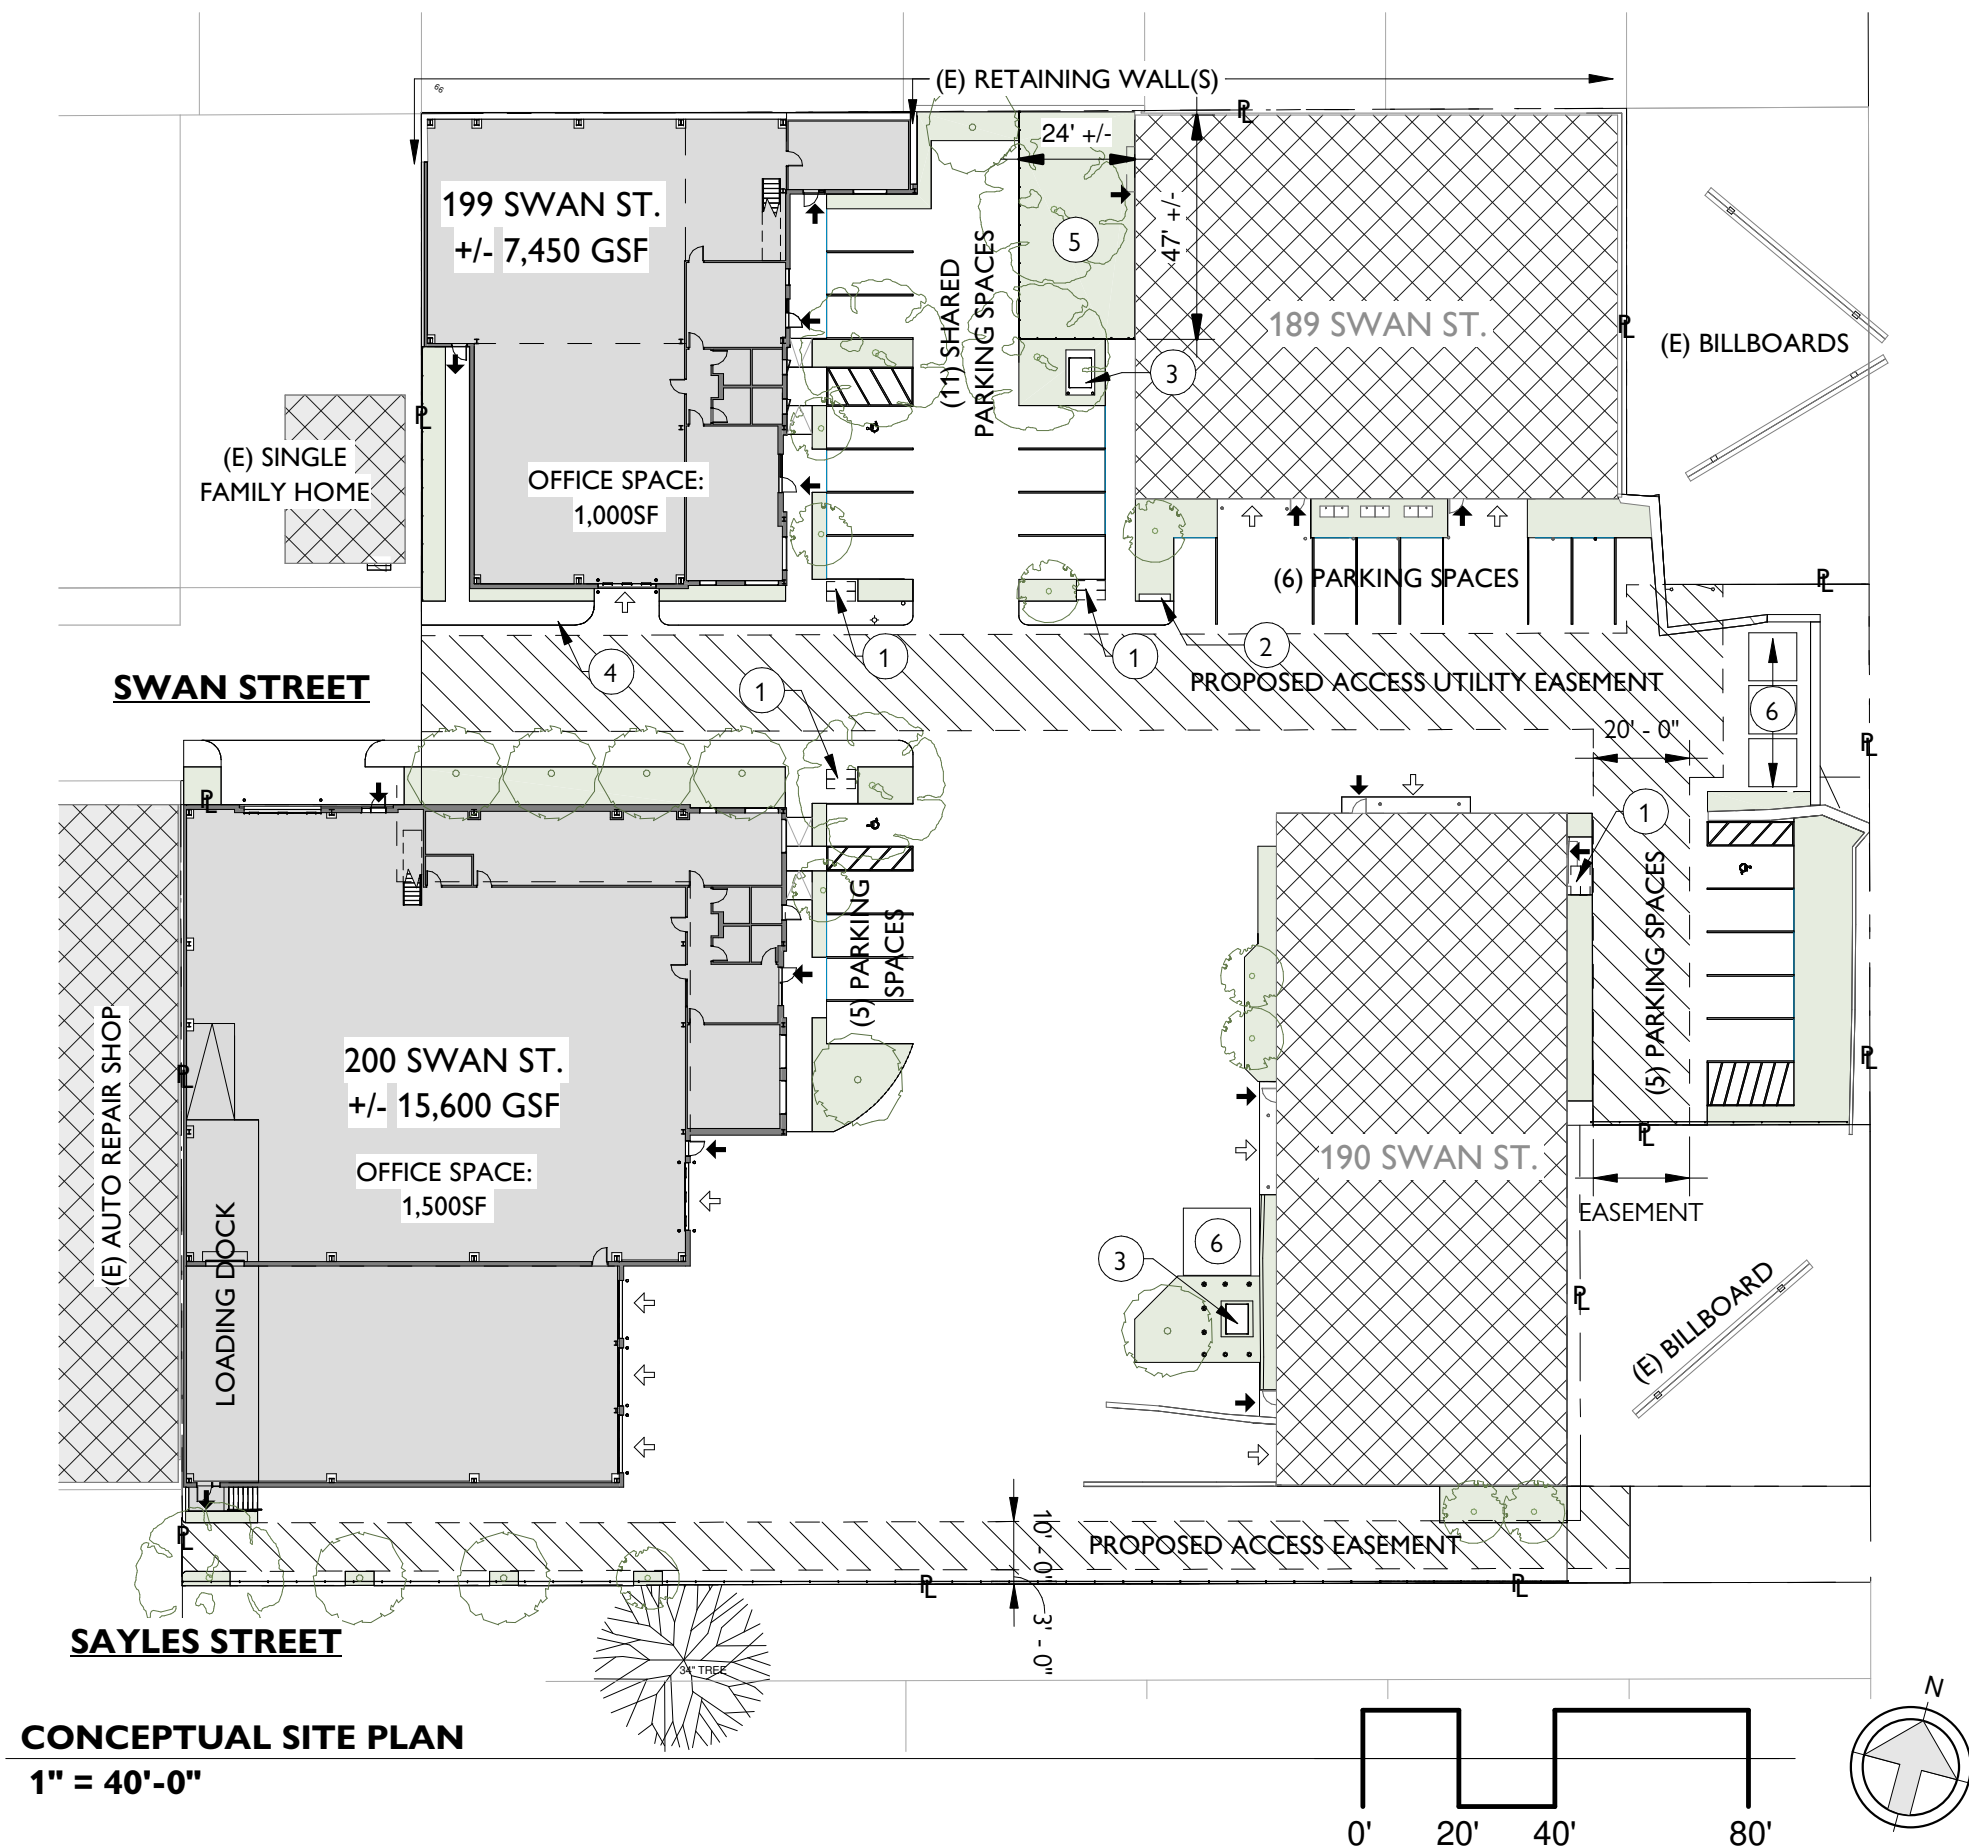 (E) RETAINING WALL(S)
66
PL
24' +/-
199 SWAN ST.
+/- 7,450 GSF
47' +/-
5
(11) SHARED
PARKING SPACES
189 SWAN ST.
PL
(E) BILLBOARDS
3
PL
(E) SINGLE
FAMILY HOME
OFFICE SPACE:
1,000SF
(6) PARKING SPACES
PL
1
1
2
4
SWAN STREET
1
PROPOSED ACCESS UTILITY EASEMENT
6
20' - 0"
PL
PL
1
(5) PARKING
SPACES
(5) PARKING SPACES
(E) AUTO REPAIR SHOP
200 SWAN ST.
+/- 15,600 GSF
PL
PL
PL
190 SWAN ST.
OFFICE SPACE:
1,500SF
EASEMENT
LOADING DOCK
6
3
PL
(E) BILLBOARD
10' - 0"
PROPOSED ACCESS EASEMENT
PL
PL
PL
3' - 0"
SAYLES STREET
34" TREE
N
CONCEPTUAL SITE PLAN
1" = 40'-0"
0' 20' 40' 80'